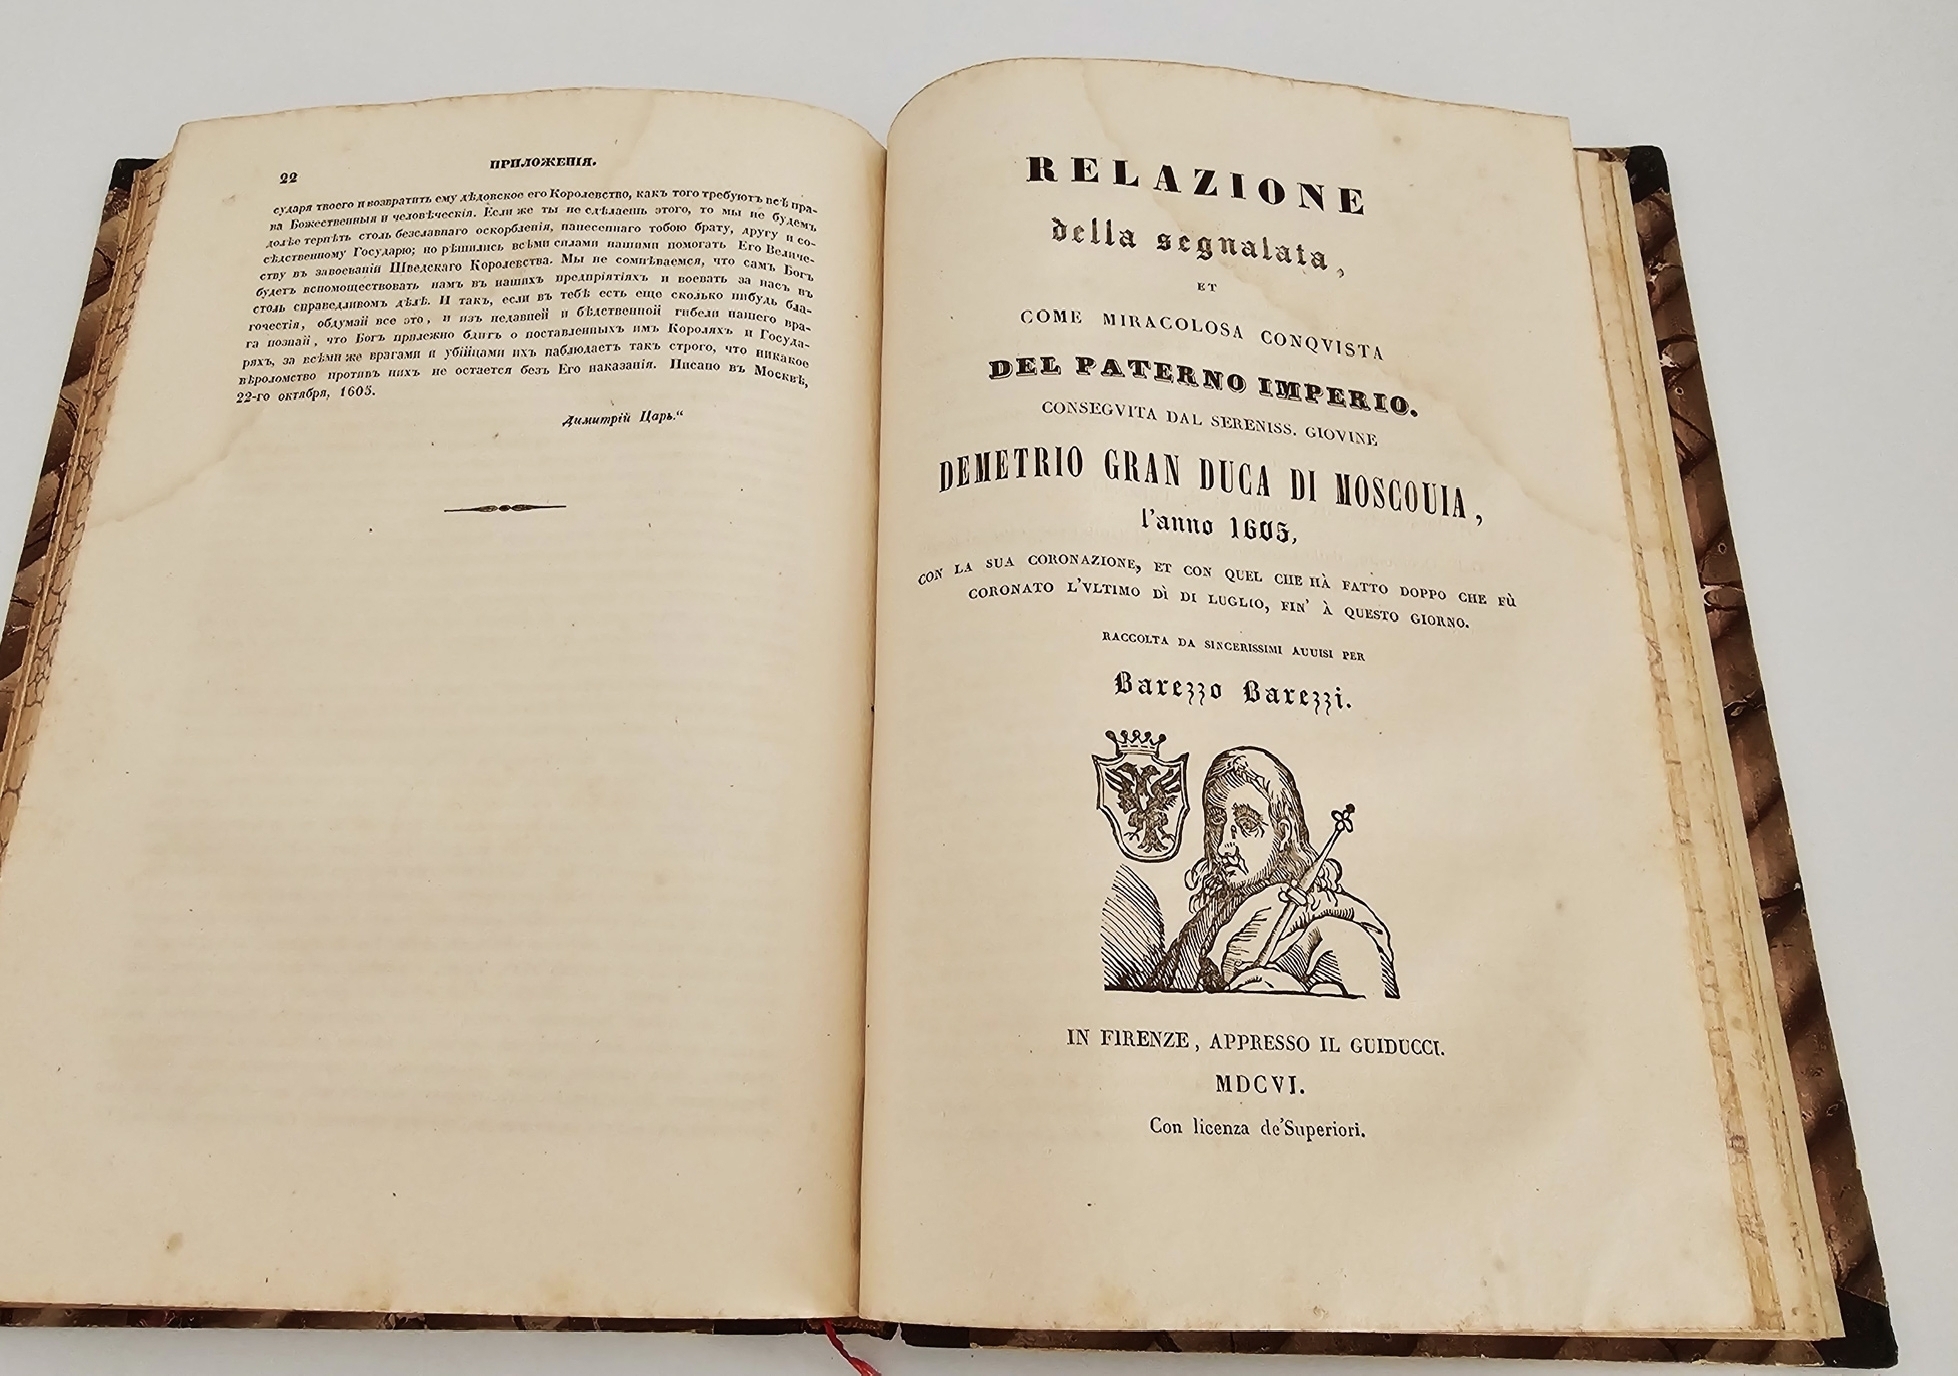 22
ПРИЛОЖЕНІЯ.
сударя твоего и возвратить ему дѣдовское его Королевство, какъ того требуютъ всѣ пра-
ва Божественныя и человѣческія. Если же ты не сдѣлаешь этого, то мы не будемъ
долѣе терпѣть столь безславнаго оскорбленія, нанесеннаго тобою брату, другу и со-
сѣдственному Государю; но рѣшились всѣми силами нашими помогать Его Величе-
ству въ завоеваніи Шведскаго Королевства. Мы не сомнѣваемся, что самъ Богъ
будетъ вспомоществовать намъ въ нашихъ предпріятіяхъ и воевать за насъ въ
столь справедливомъ дѣлѣ. И такъ, если въ тебѣ есть еще сколько нибудь бла-
гочестія, обдумай все это, и изъ недавней и бѣдственной гибели нашего вра-
га познай, что Богъ прилежно бдитъ о поставленныхъ имъ Короляхъ и Госуда-
ряхъ, за всѣми же врагами и убійцами ихъ наблюдаетъ такъ строго, что никакое
вѣроломство противъ нихъ не остается безъ Его наказанія. Писано въ Москвѣ,
22-го октября, 1605.
Димитрій Царь.“
RELAZIONE
della segnalata,
ET
COME MIRACOLOSA CONQVISTA
DEL PATERNO IMPERIO.
CONSEGVITA DAL SERENISS. GIOVINE
DEMETRIO GRAN DUCA DI MOSCOUIA,
l'anno 1605,
CON LA SUA CORONAZIONE, ET CON QUEL CHE HÀ FATTO DOPPO CHE FÙ
CORONATO L'VLTIMO DÌ DI LUGLIO, FIN' À QUESTO GIORNO.
RACCOLTA DA SINCERISSIMI AUUISI PER
Barezzo Barezzi.
IN FIRENZE, APPRESSO IL GUIDUCCI.
MDCVI.
Con licenza de'Superiori.